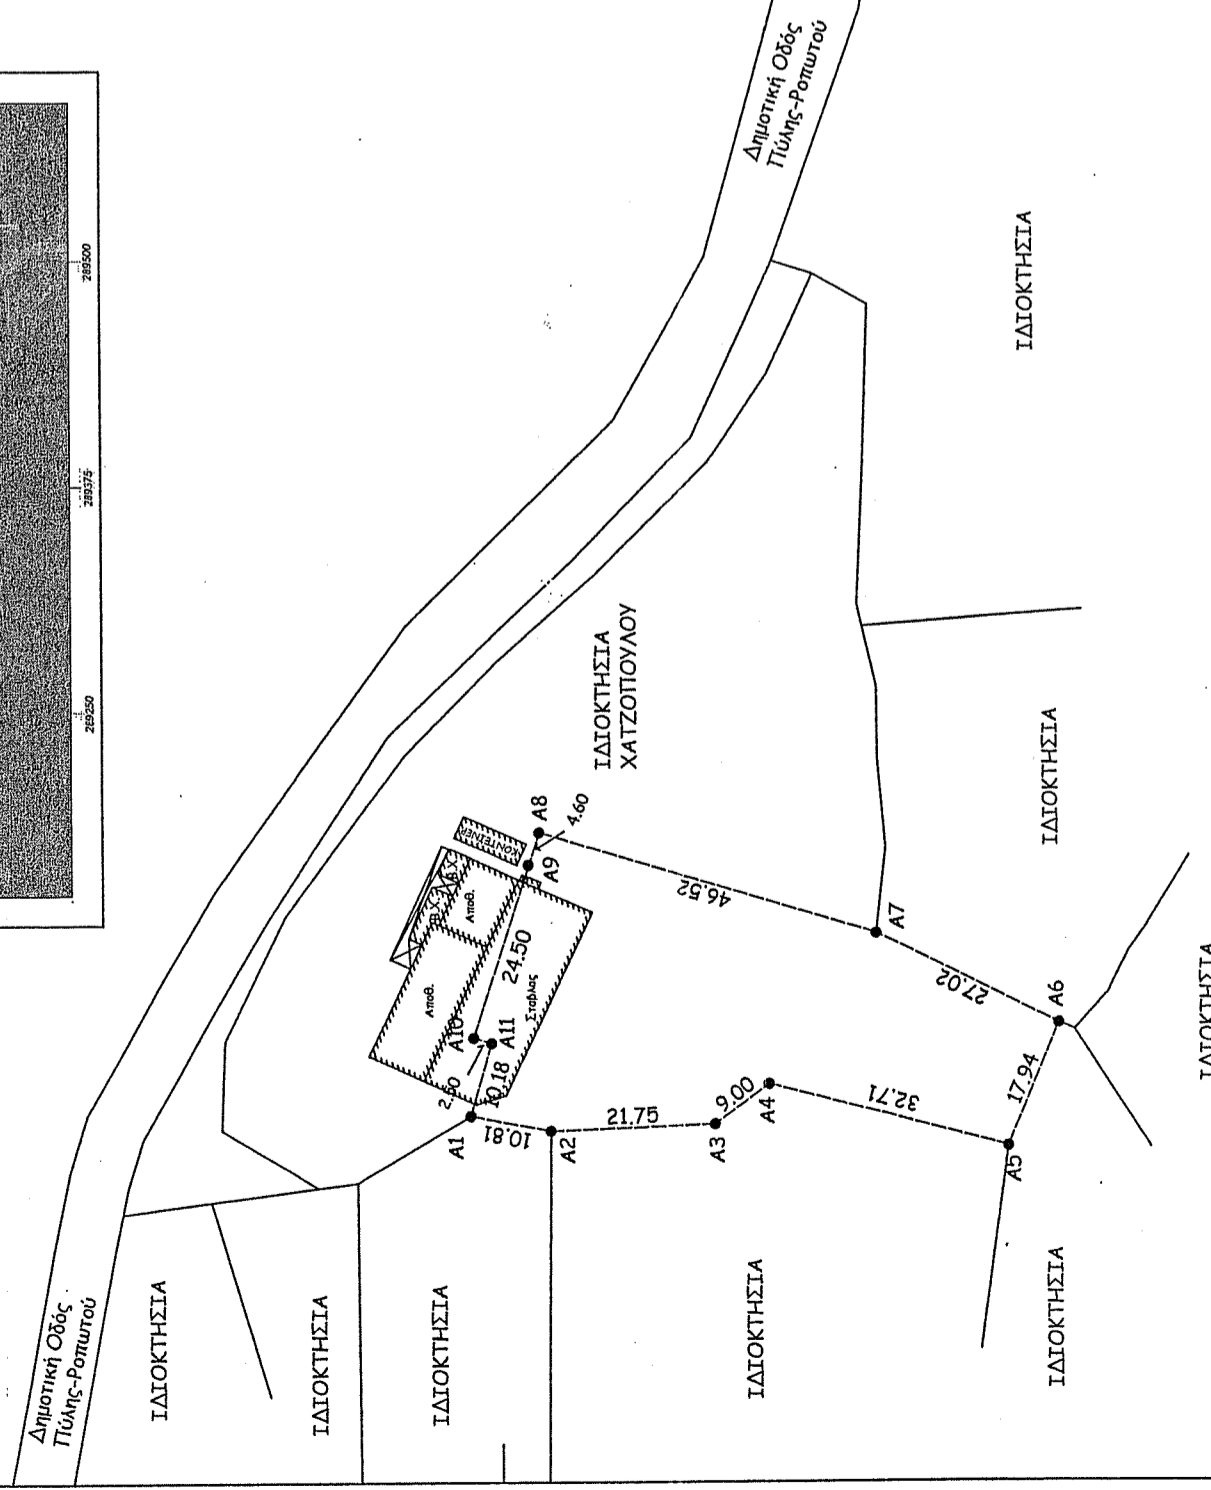 289500
289375
289250
Δημοτική Οδός
Πύλης-Ροπωτού
ΙΔΙΟΚΤΗΣΙΑ
ΙΔΙΟΚΤΗΣΙΑ
ΧΑΤΖΟΠΟΥΛΟΥ
ΙΔΙΟΚΤΗΣΙΑ
ΚΟΝΤΕΙΝΕΡ
A8
4.60
A9
Β.Χ.
Β.Χ.
Αποθ.
Αποθ.
24.50
Σταβλος
46.52
A7
27.02
A6
ΙΔΙΟΚΤΗΣΙΑ
A10
A11
2.50
10.18
A1
10.81
A2
21.75
A3
9.00
A4
32.71
17.94
A5
Δημοτική Οδός
Πύλης-Ροπωτού
ΙΔΙΟΚΤΗΣΙΑ
ΙΔΙΟΚΤΗΣΙΑ
ΙΔΙΟΚΤΗΣΙΑ
ΙΔΙΟΚΤΗΣΙΑ
ΙΔΙΟΚΤΗΣΙΑ